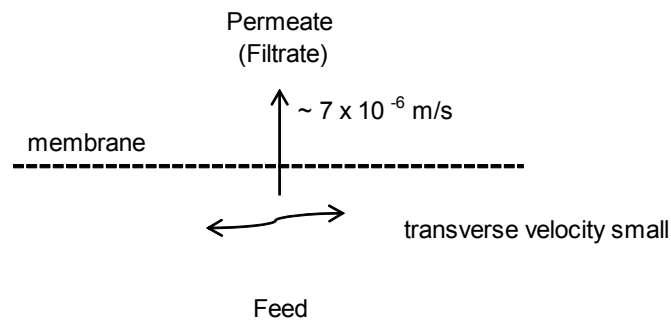 Permeate
(Filtrate)
~ 7 x 10 -6 m/s
membrane
transverse velocity small
Feed